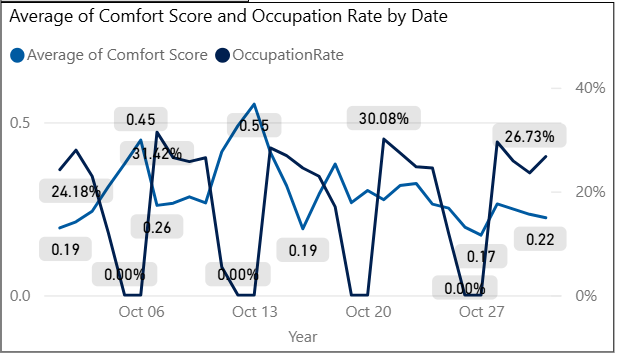 Average of Comfort Score and Occupation Rate by Date
Average of Comfort Score OccupationRate
40%
0.45 0.55 30.08%
0.5
31.42% 26.73%
24.18% 20%
0.26
0.19 0.19 0.17 0.22
0.00% 0.00% 0.00%
0.0 0%
Oct 06 Oct 13 Oct 20 Oct 27
Year